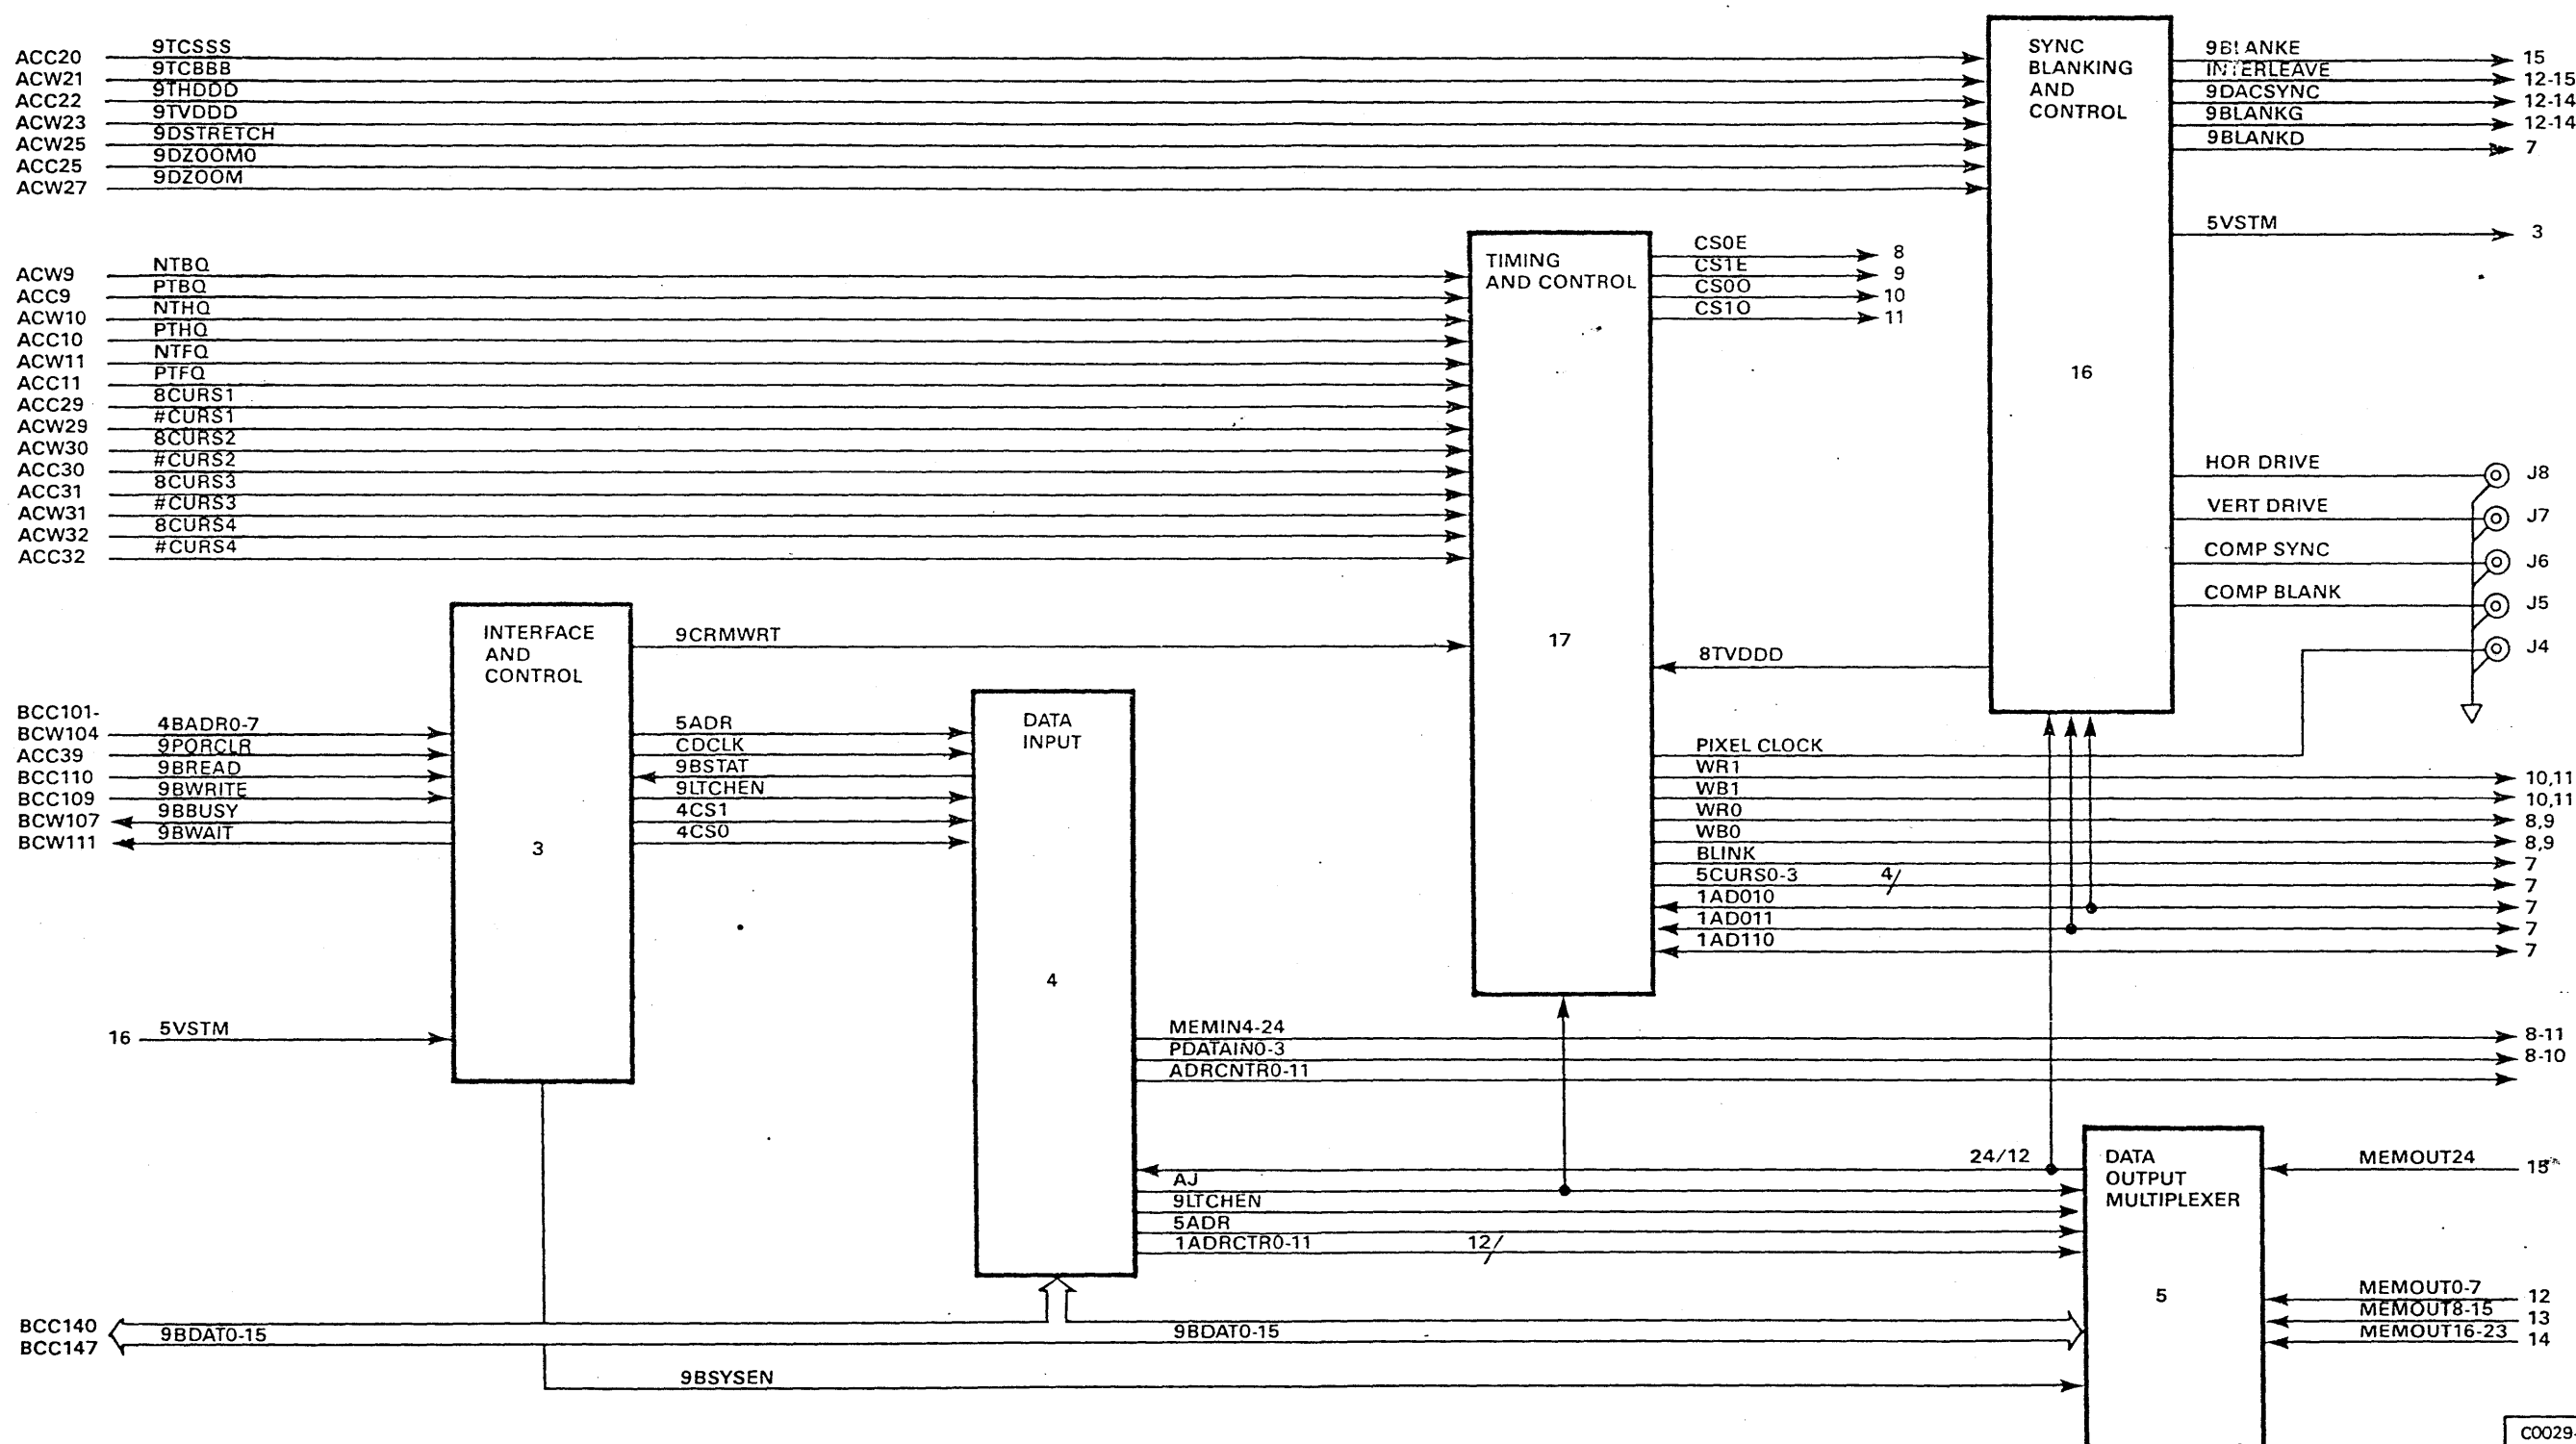 ACC20 9TCSSS
ACW21 9TCBBB
ACC22 9THDDD
ACW23 9TVDDD
ACW25 9DSTRETCH
ACC25 9DZOOM0
ACW27 9DZOOM
SYNC
BLANKING
AND
CONTROL
16
9BLANKE 15
INTERLEAVE 12-15
9DACSYNC 12-14
9BLANKG 12-14
9BLANKD 7
5VSTM 3
HOR DRIVE J8
VERT DRIVE J7
COMP SYNC J6
COMP BLANK J5
J4
ACW9 NTBQ
ACC9 PTBQ
ACW10 NTHQ
ACC10 PTHQ
ACW11 NTFQ
ACC11 PTFQ
ACC29 8CURS1
ACW29 #CURS1
ACW30 8CURS2
ACC30 #CURS2
ACC31 8CURS3
ACW31 #CURS3
ACW32 8CURS4
ACC32 #CURS4
TIMING
AND CONTROL
17
CS0E 8
CS1E 9
CS0O 10
CS1O 11
8TVDDD
PIXEL CLOCK
WR1 10,11
WB1 10,11
WR0 8,9
WB0 8,9
BLINK 7
5CURS0-3 4/ 7
1AD010 7
1AD011 7
1AD110 7
INTERFACE
AND
CONTROL
3
9CRMWRT
BCC101-
BCW104 4BADR0-7
ACC39 9PORCLR
BCC110 9BREAD
BCC109 9BWRITE
BCW107 9BBUSY
BCW111 9BWAIT
16 5VSTM
5ADR
CDCLK
9BSTAT
9LTCHEN
4CS1
4CS0
DATA
INPUT
4
MEMIN4-24 8-11
PDATAIN0-3 8-10
ADRCNTR0-11
24/12
AJ
9LTCHEN
5ADR
1ADRCTR0-11 12/
DATA
OUTPUT
MULTIPLEXER
5
MEMOUT24 15
MEMOUT0-7 12
MEMOUT8-15 13
MEMOUT16-23 14
BCC140
BCC147
9BDAT0-15 9BDAT0-15
9BSYSEN
C0029-